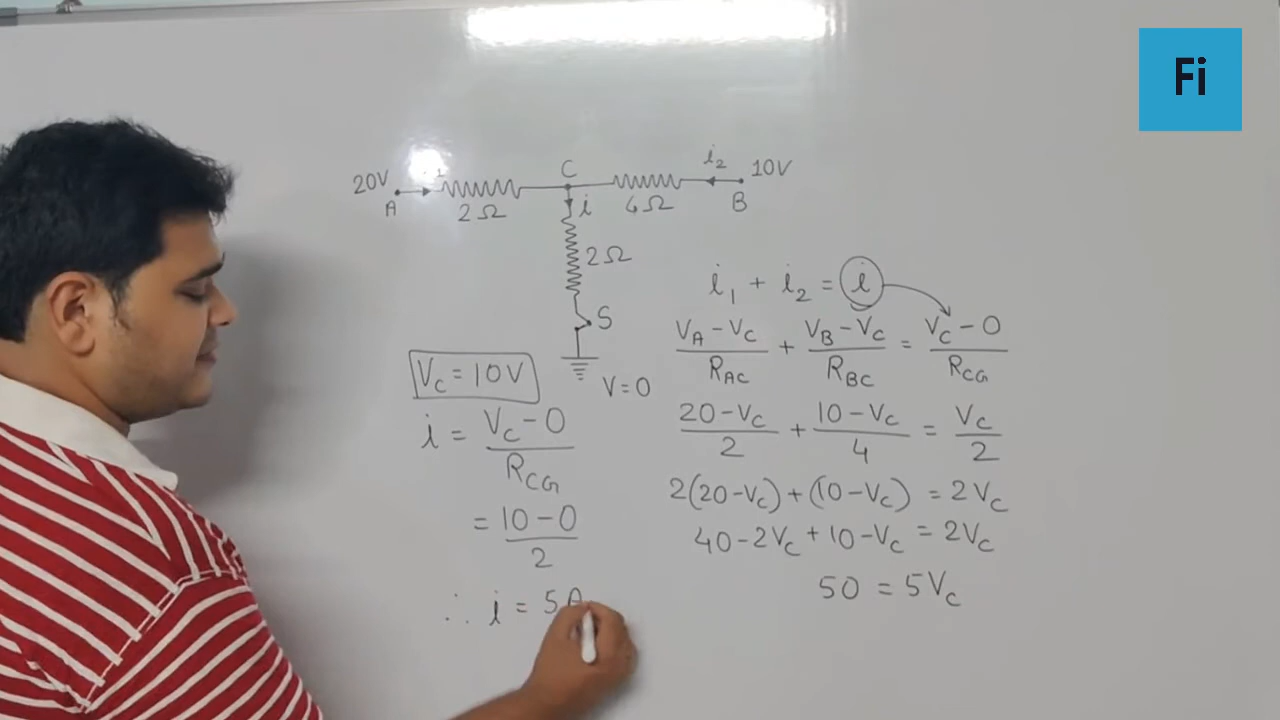 Fi
20V
A
2Ω
C
i
4Ω
i₂
B
10V
2Ω
S
V=0
i₁ + i₂ = i
(V_A - V_C)/R_AC + (V_B - V_C)/R_BC = (V_C - 0)/R_CG
(20 - V_C)/2 + (10 - V_C)/4 = V_C/2
2(20-V_C)+(10-V_C) = 2V_C
40-2V_C+10-V_C = 2V_C
50 = 5V_C
V_C = 10V
i = (V_C - 0)/R_CG
= (10 - 0)/2
∴ i = 5A